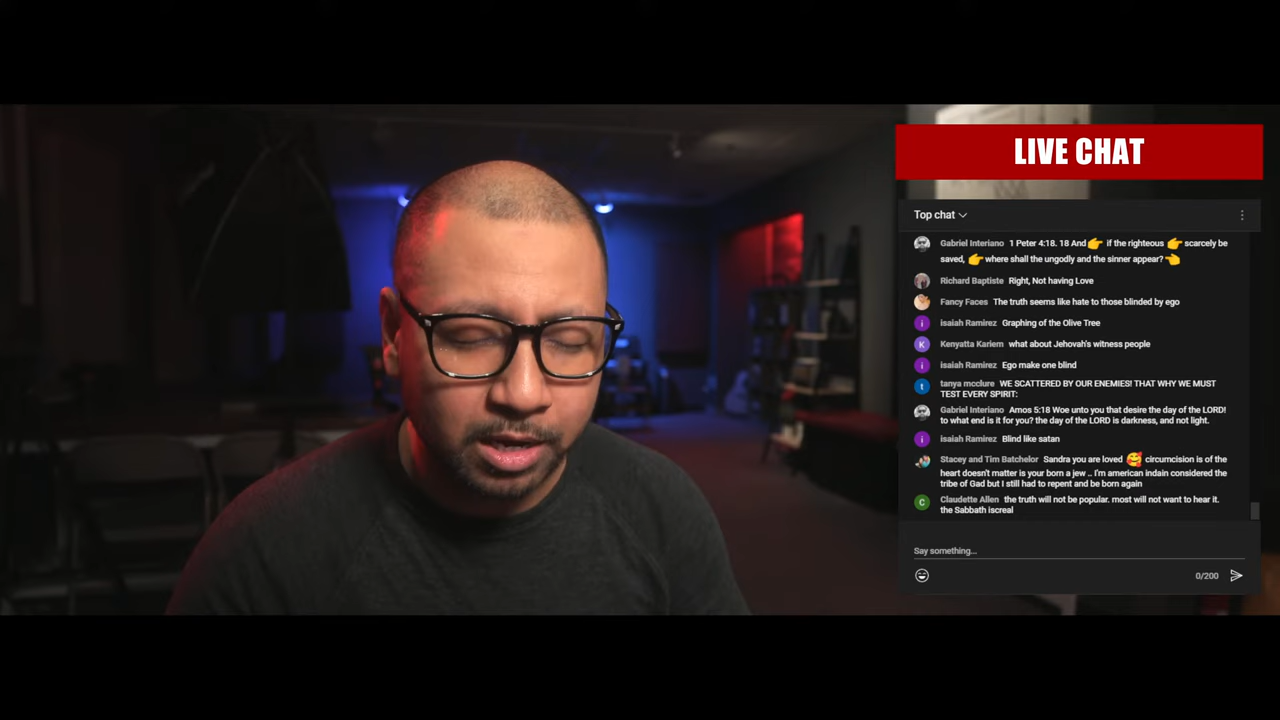 LIVE CHAT
Top chat
Gabriel Interiano 1 Peter 4:18. 18 And👉 if the righteous 👉 scarcely be
saved, 👉 where shall the ungodly and the sinner appear? 👈
Richard Baptiste Right, Not having Love
Fancy Faces The truth seems like hate to those blinded by ego
isaiah Ramirez Graphing of the Olive Tree
Kenyatta Kariem what about Jehovah's witness people
isaiah Ramirez Ego make one blind
tanya mcclure WE SCATTERED BY OUR ENEMIES! THAT WHY WE MUST
TEST EVERY SPIRIT:
Gabriel Interiano Amos 5:18 Woe unto you that desire the day of the LORD!
to what end is it for you? the day of the LORD is darkness, and not light.
isaiah Ramirez Blind like satan
Stacey and Tim Batchelor Sandra you are loved 🥰 circumcision is of the
heart doesn't matter is your born a jew .. I'm american indain considered the
tribe of Gad but I still had to repent and be born again
Claudette Allen the truth will not be popular. most will not want to hear it.
the Sabbath iscreal
Say something...
0/200